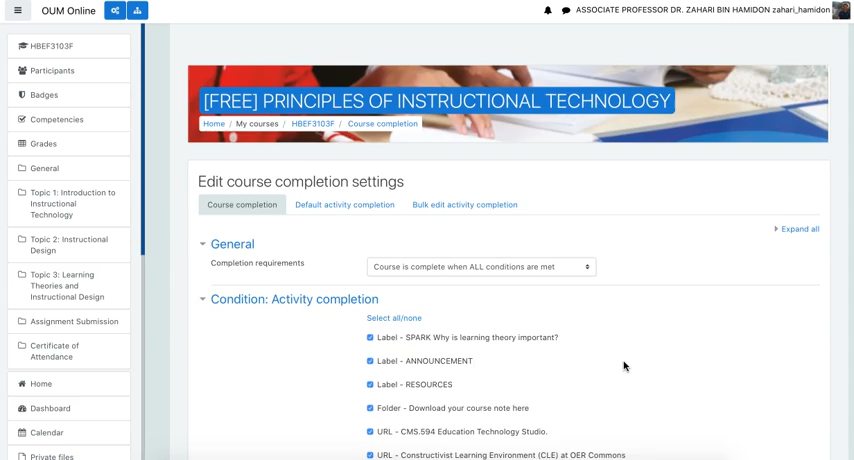 OUM Online
ASSOCIATE PROFESSOR DR. ZAHARI BIN HAMIDON zahari_hamidon
HBEF3103F
Participants
Badges
Competencies
Grades
General
Topic 1: Introduction to
Instructional
Technology
Topic 2: Instructional
Design
Topic 3: Learning
Theories and
Instructional Design
Assignment Submission
Certificate of
Attendance
Home
Dashboard
Calendar
Private files
[FREE] PRINCIPLES OF INSTRUCTIONAL TECHNOLOGY
Home / My courses / HBEF3103F / Course completion
Edit course completion settings
Course completion Default activity completion Bulk edit activity completion
Expand all
General
Completion requirements Course is complete when ALL conditions are met
Condition: Activity completion
Select all/none
Label - SPARK Why is learning theory important?
Label - ANNOUNCEMENT
Label - RESOURCES
Folder - Download your course note here
URL - CMS.594 Education Technology Studio.
URL - Constructivist Learning Environment (CLE) at OER Commons